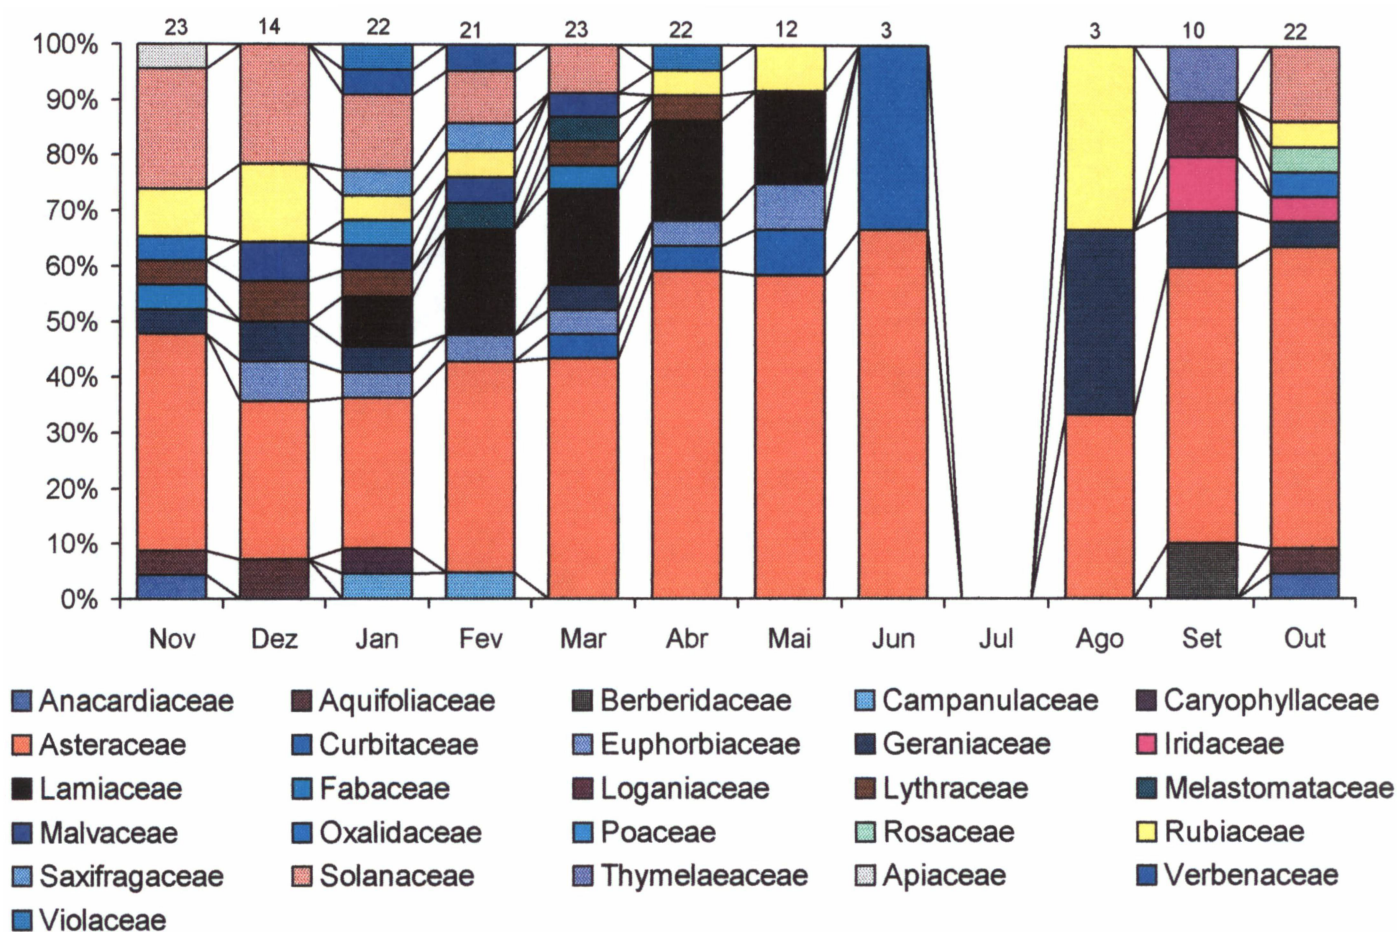 23 14 22 21 23 22 12 3 3 10 22
100%
90%
80%
70%
60%
50%
40%
30%
20%
10%
0%
Nov Dez Jan Fev Mar Abr Mai Jun Jul Ago Set Out
Anacardiaceae Aquifoliaceae Berberidaceae Campanulaceae Caryophyllaceae
Asteraceae Curbitaceae Euphorbiaceae Geraniaceae Iridaceae
Lamiaceae Fabaceae Loganiaceae Lythraceae Melastomataceae
Malvaceae Oxalidaceae Poaceae Rosaceae Rubiaceae
Saxifragaceae Solanaceae Thymelaeaceae Apiaceae Verbenaceae
Violaceae